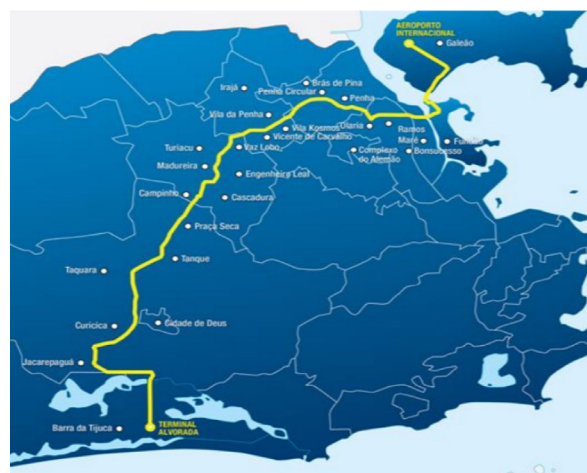 AEROPORTO
INTERNACIONAL
Galeão
Brás de Pina
Irajá
Penha Circular
Penha
Vila da Penha
Vila Kosmos
Olaria
Ramos
Vicente de Carvalho
Turiacu
Vaz Lobo
Maré
Fundão
Complexo
do Alemão
Bonsucesso
Madureira
Engenheiro Leal
Campinho
Cascadura
Praça Seca
Tanque
Taquara
Curicica
Cidade de Deus
Jacarepaguá
Barra da Tijuca
TERMINAL
ALVORADA